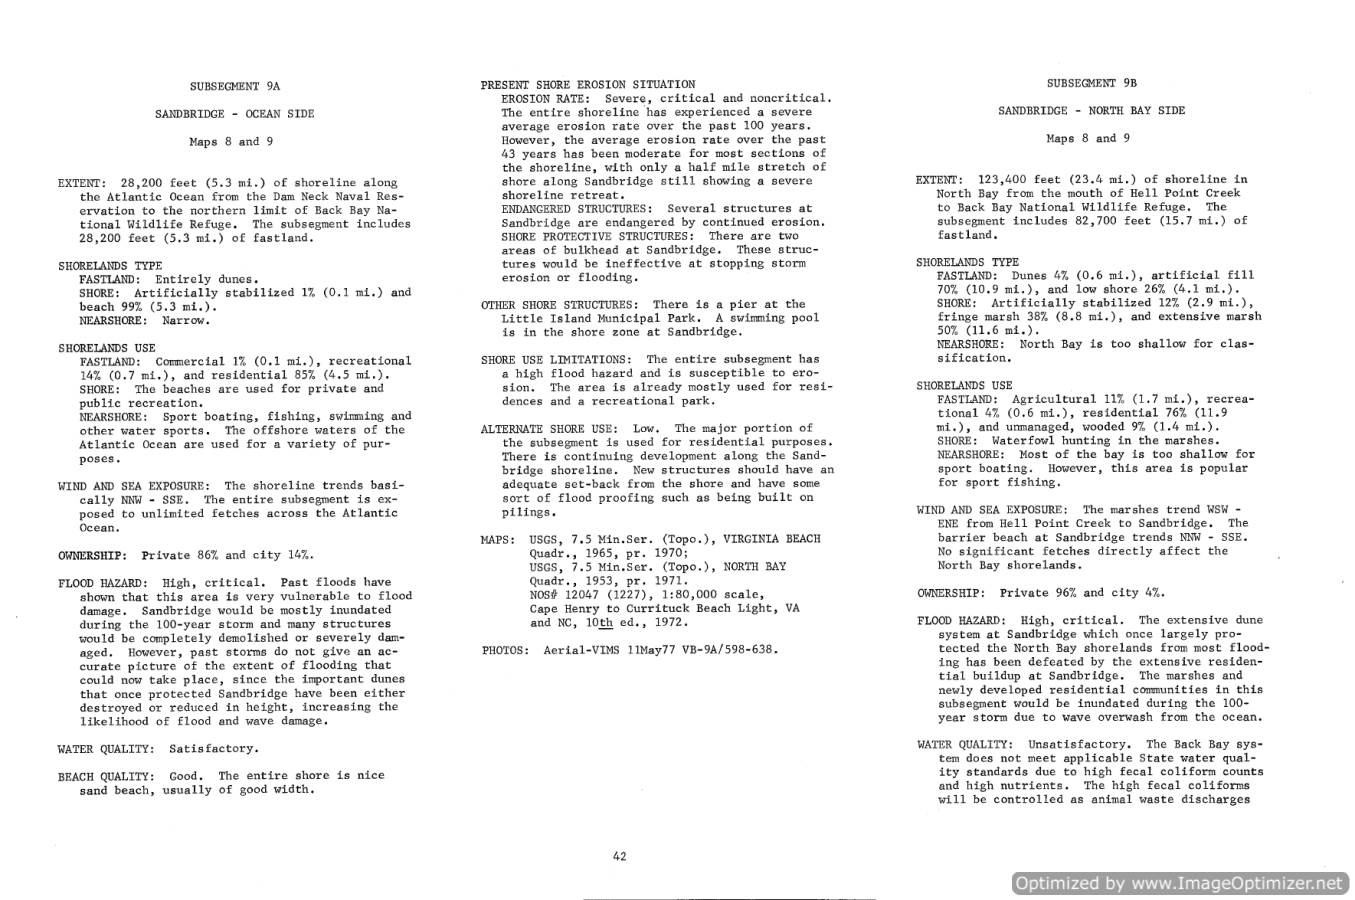 SUBSEGMENT 9A
SANDBRIDGE - OCEAN SIDE
Maps 8 and 9
EXTENT: 28,200 feet (5.3 mi.) of shoreline along
the Atlantic Ocean from the Dam Neck Naval Res-
ervation to the northern limit of Back Bay Na-
tional Wildlife Refuge. The subsegment includes
28,200 feet (5.3 mi.) of fastland.
SHORELANDS TYPE
FASTLAND: Entirely dunes.
SHORE: Artificially stabilized 1% (0.1 mi.) and
beach 99% (5.3 mi.).
NEARSHORE: Narrow.
SHORELANDS USE
FASTLAND: Commercial 1% (0.1 mi.), recreational
14% (0.7 mi.), and residential 85% (4.5 mi.).
SHORE: The beaches are used for private and
public recreation.
NEARSHORE: Sport boating, fishing, swimming and
other water sports. The offshore waters of the
Atlantic Ocean are used for a variety of pur-
poses.
WIND AND SEA EXPOSURE: The shoreline trends basi-
cally NNW - SSE. The entire subsegment is ex-
posed to unlimited fetches across the Atlantic
Ocean.
OWNERSHIP: Private 86% and city 14%.
FLOOD HAZARD: High, critical. Past floods have
shown that this area is very vulnerable to flood
damage. Sandbridge would be mostly inundated
during the 100-year storm and many structures
would be completely demolished or severely dam-
aged. However, past storms do not give an ac-
curate picture of the extent of flooding that
could now take place, since the important dunes
that once protected Sandbridge have been either
destroyed or reduced in height, increasing the
likelihood of flood and wave damage.
WATER QUALITY: Satisfactory.
BEACH QUALITY: Good. The entire shore is nice
sand beach, usually of good width.
PRESENT SHORE EROSION SITUATION
EROSION RATE: Severe, critical and noncritical.
The entire shoreline has experienced a severe
average erosion rate over the past 100 years.
However, the average erosion rate over the past
43 years has been moderate for most sections of
the shoreline, with only a half mile stretch of
shore along Sandbridge still showing a severe
shoreline retreat.
ENDANGERED STRUCTURES: Several structures at
Sandbridge are endangered by continued erosion.
SHORE PROTECTIVE STRUCTURES: There are two
areas of bulkhead at Sandbridge. These struc-
tures would be ineffective at stopping storm
erosion or flooding.
OTHER SHORE STRUCTURES: There is a pier at the
Little Island Municipal Park. A swimming pool
is in the shore zone at Sandbridge.
SHORE USE LIMITATIONS: The entire subsegment has
a high flood hazard and is susceptible to ero-
sion. The area is already mostly used for resi-
dences and a recreational park.
ALTERNATE SHORE USE: Low. The major portion of
the subsegment is used for residential purposes.
There is continuing development along the Sand-
bridge shoreline. New structures should have an
adequate set-back from the shore and have some
sort of flood proofing such as being built on
pilings.
MAPS: USGS, 7.5 Min.Ser. (Topo.), VIRGINIA BEACH
Quadr., 1965, pr. 1970;
USGS, 7.5 Min.Ser. (Topo.), NORTH BAY
Quadr., 1953, pr. 1971.
NOS# 12047 (1227), 1:80,000 scale,
Cape Henry to Currituck Beach Light, VA
and NC, 10th ed., 1972.
PHOTOS: Aerial-VIMS 11May77 VB-9A/598-638.
SUBSEGMENT 9B
SANDBRIDGE - NORTH BAY SIDE
Maps 8 and 9
EXTENT: 123,400 feet (23.4 mi.) of shoreline in
North Bay from the mouth of Hell Point Creek
to Back Bay National Wildlife Refuge. The
subsegment includes 82,700 feet (15.7 mi.) of
fastland.
SHORELANDS TYPE
FASTLAND: Dunes 4% (0.6 mi.), artificial fill
70% (10.9 mi.), and low shore 26% (4.1 mi.).
SHORE: Artificially stabilized 12% (2.9 mi.),
fringe marsh 38% (8.8 mi.), and extensive marsh
50% (11.6 mi.).
NEARSHORE: North Bay is too shallow for clas-
sification.
SHORELANDS USE
FASTLAND: Agricultural 11% (1.7 mi.), recrea-
tional 4% (0.6 mi.), residential 76% (11.9
mi.), and unmanaged, wooded 9% (1.4 mi.).
SHORE: Waterfowl hunting in the marshes.
NEARSHORE: Most of the bay is too shallow for
sport boating. However, this area is popular
for sport fishing.
WIND AND SEA EXPOSURE: The marshes trend WSW -
ENE from Hell Point Creek to Sandbridge. The
barrier beach at Sandbridge trends NNW - SSE.
No significant fetches directly affect the
North Bay shorelands.
OWNERSHIP: Private 96% and city 4%.
FLOOD HAZARD: High, critical. The extensive dune
system at Sandbridge which once largely pro-
tected the North Bay shorelands from most flood-
ing has been defeated by the extensive residen-
tial buildup at Sandbridge. The marshes and
newly developed residential communities in this
subsegment would be inundated during the 100-
year storm due to wave overwash from the ocean.
WATER QUALITY: Unsatisfactory. The Back Bay sys-
tem does not meet applicable State water qual-
ity standards due to high fecal coliform counts
and high nutrients. The high fecal coliforms
will be controlled as animal waste discharges
42
Optimized by www.ImageOptimizer.net